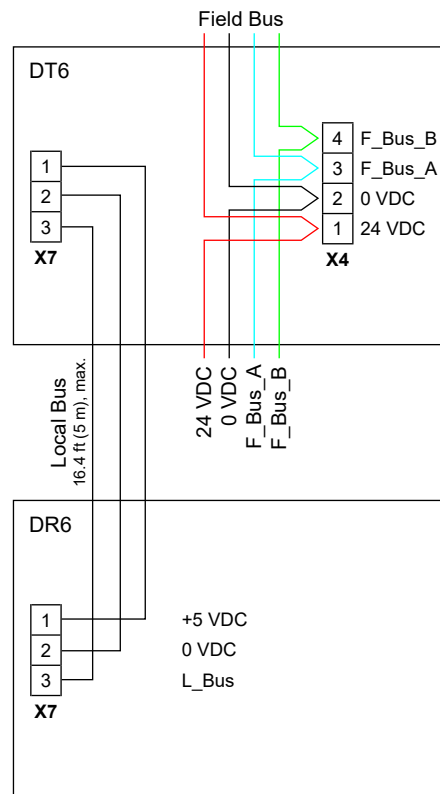 Field Bus
DT6
4 F_Bus_B
3 F_Bus_A
2 0 VDC
1 24 VDC
X4
1
2
3
X7
24 VDC
0 VDC
F_Bus_A
F_Bus_B
Local Bus
16.4 ft (5 m), max.
DR6
1 +5 VDC
2 0 VDC
3 L_Bus
X7